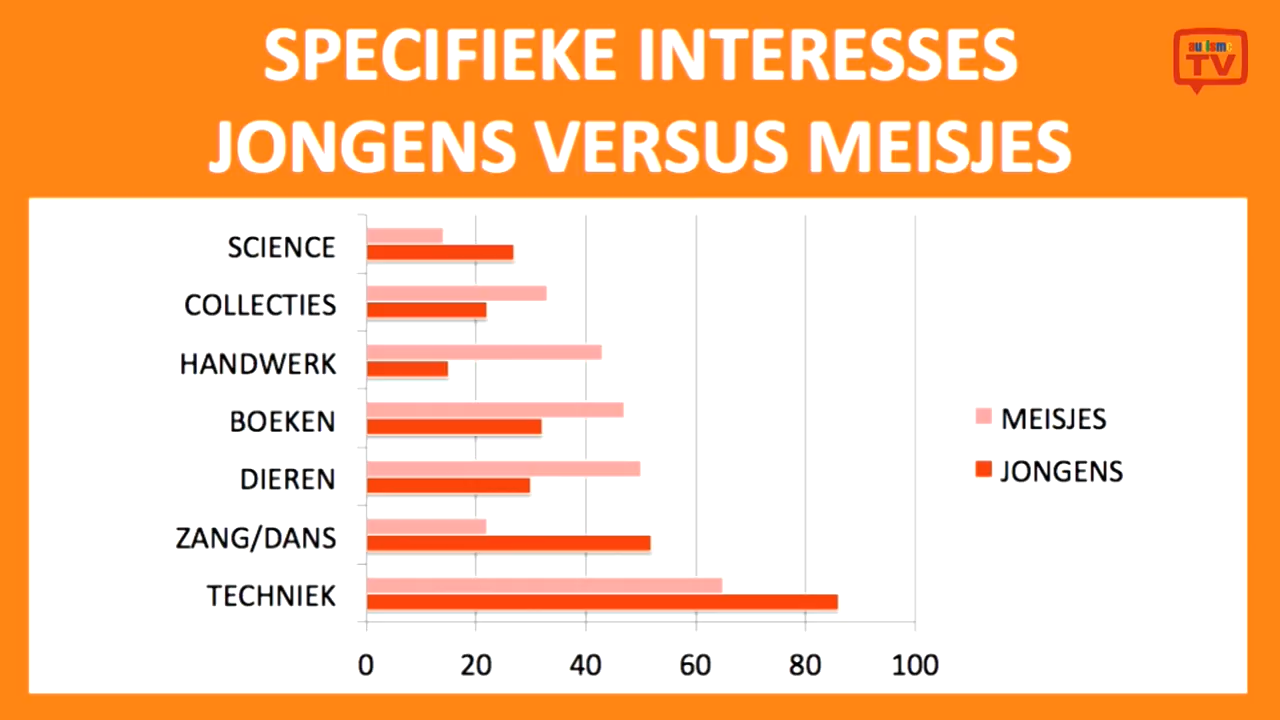 SPECIFIEKE INTERESSES
JONGENS VERSUS MEISJES
autisme
TV
SCIENCE
COLLECTIES
HANDWERK
BOEKEN
DIEREN
ZANG/DANS
TECHNIEK
0 20 40 60 80 100
MEISJES
JONGENS